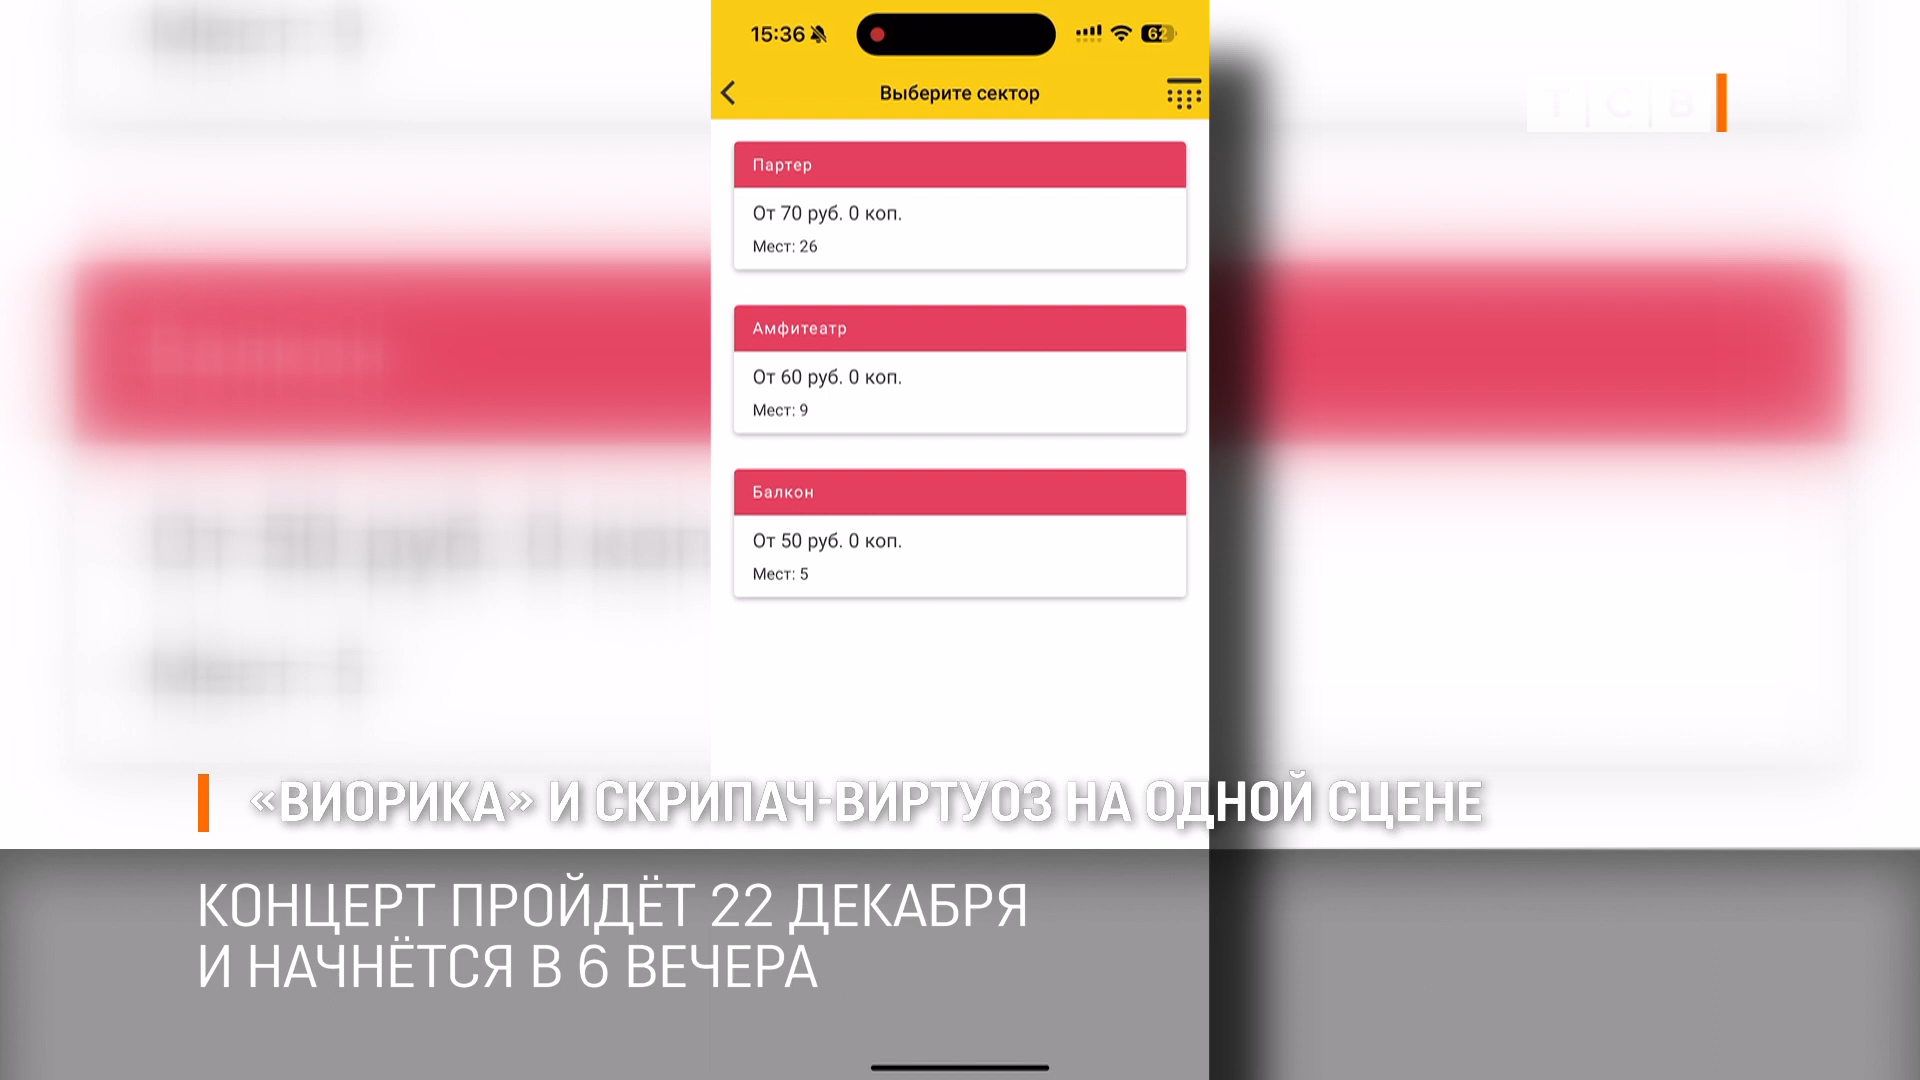 15:36
62
Выберите сектор
ТСВ
Партер
От 70 руб. 0 коп.
Мест: 26
Амфитеатр
От 60 руб. 0 коп.
Мест: 9
Балкон
От 50 руб. 0 коп.
Мест: 5
«ВИОРИКА» И СКРИПАЧ-ВИРТУОЗ НА ОДНОЙ СЦЕНЕ
КОНЦЕРТ ПРОЙДЁТ 22 ДЕКАБРЯ
И НАЧНЁТСЯ В 6 ВЕЧЕРА